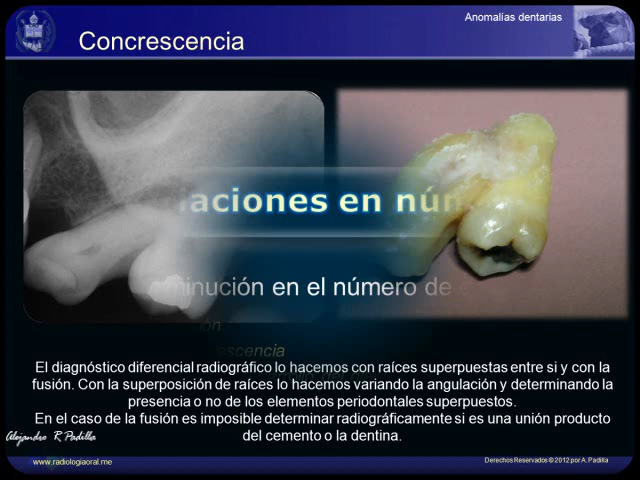 Anomalías dentarias
Concrescencia
aciones en nú
minución en el número de
ión.
escencia
El diagnóstico diferencial radiográfico lo hacemos con raíces superpuestas entre si y con la
fusión. Con la superposición de raíces lo hacemos variando la angulación y determinando la
presencia o no de los elementos periodontales superpuestos.
En el caso de la fusión es imposible determinar radiográficamente si es una unión producto
del cemento o la dentina.
Alejandro R Padilla
www.radiologiaoral.me
Derechos Reservados © 2012 por A. Padilla